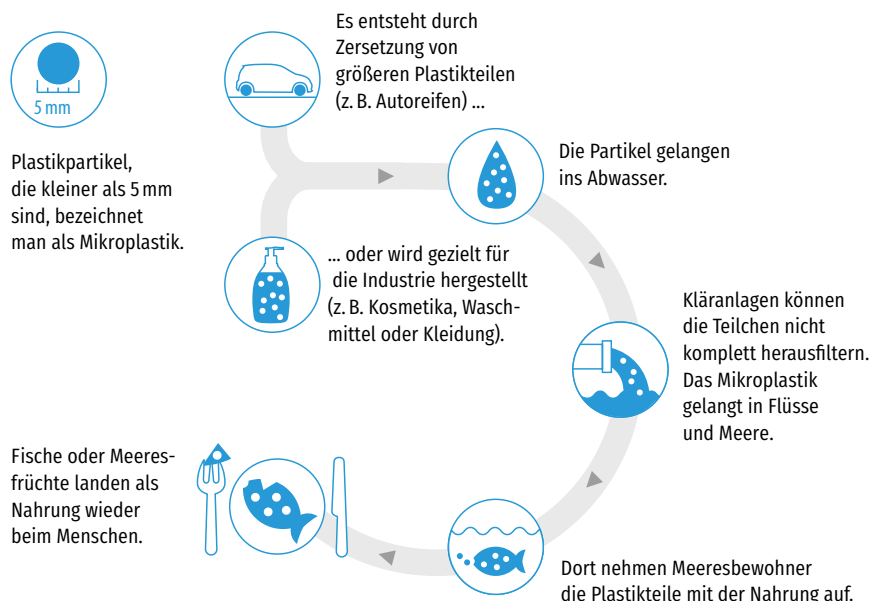 5 mm
Plastikpartikel,
die kleiner als 5 mm
sind, bezeichnet
man als Mikroplastik.
Es entsteht durch
Zersetzung von
größeren Plastikteilen
(z. B. Autoreifen) ...
... oder wird gezielt für
die Industrie hergestellt
(z. B. Kosmetika, Wasch-
mittel oder Kleidung).
Die Partikel gelangen
ins Abwasser.
Kläranlagen können
die Teilchen nicht
komplett herausfiltern.
Das Mikroplastik
gelangt in Flüsse
und Meere.
Dort nehmen Meeresbewohner
die Plastikteile mit der Nahrung auf.
Fische oder Meeres-
früchte landen als
Nahrung wieder
beim Menschen.